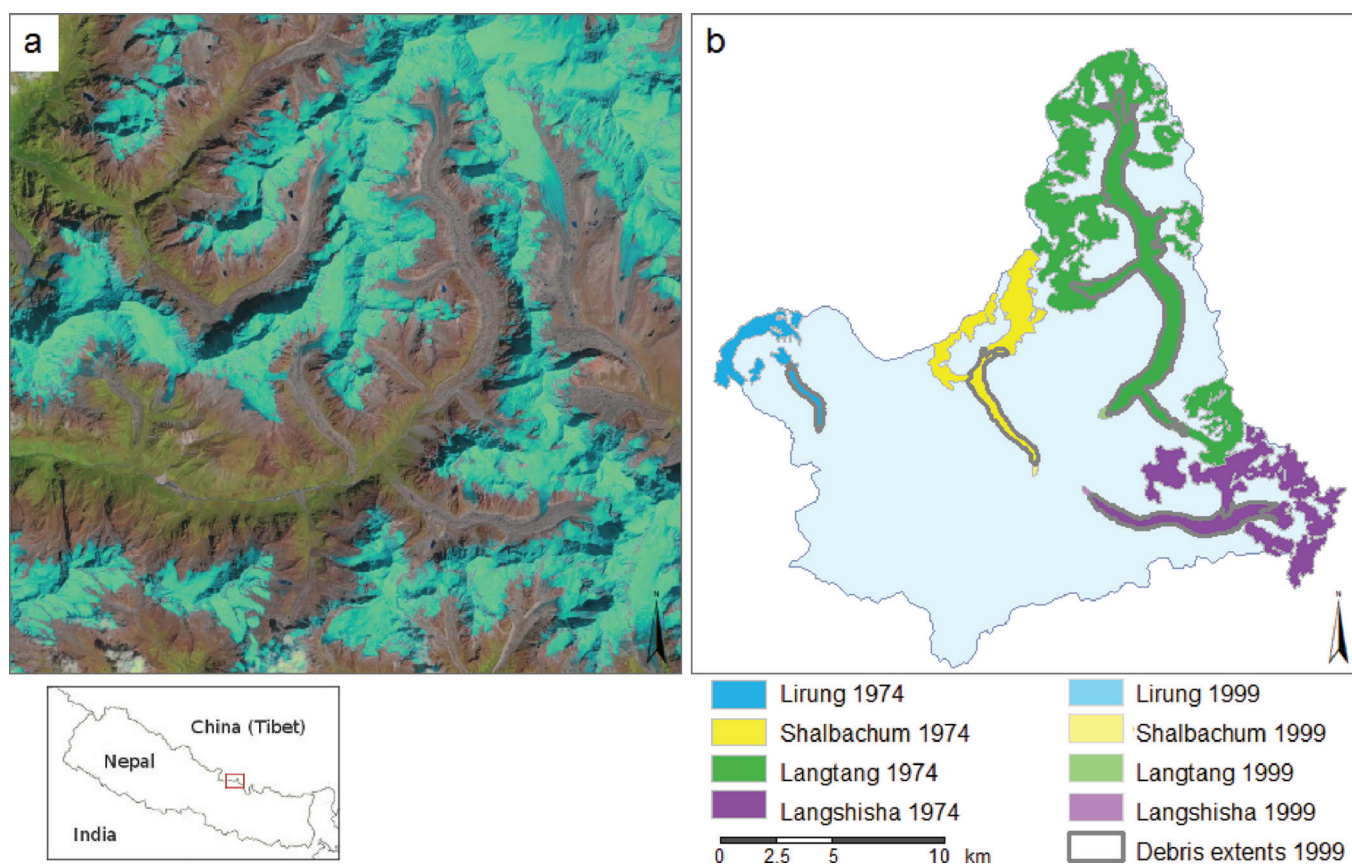 a
b
N
N
China (Tibet)
Nepal
India
Lirung 1974
Shalbachum 1974
Langtang 1974
Langshisha 1974
Lirung 1999
Shalbachum 1999
Langtang 1999
Langshisha 1999
Debris extents 1999
0 2.5 5 10 km